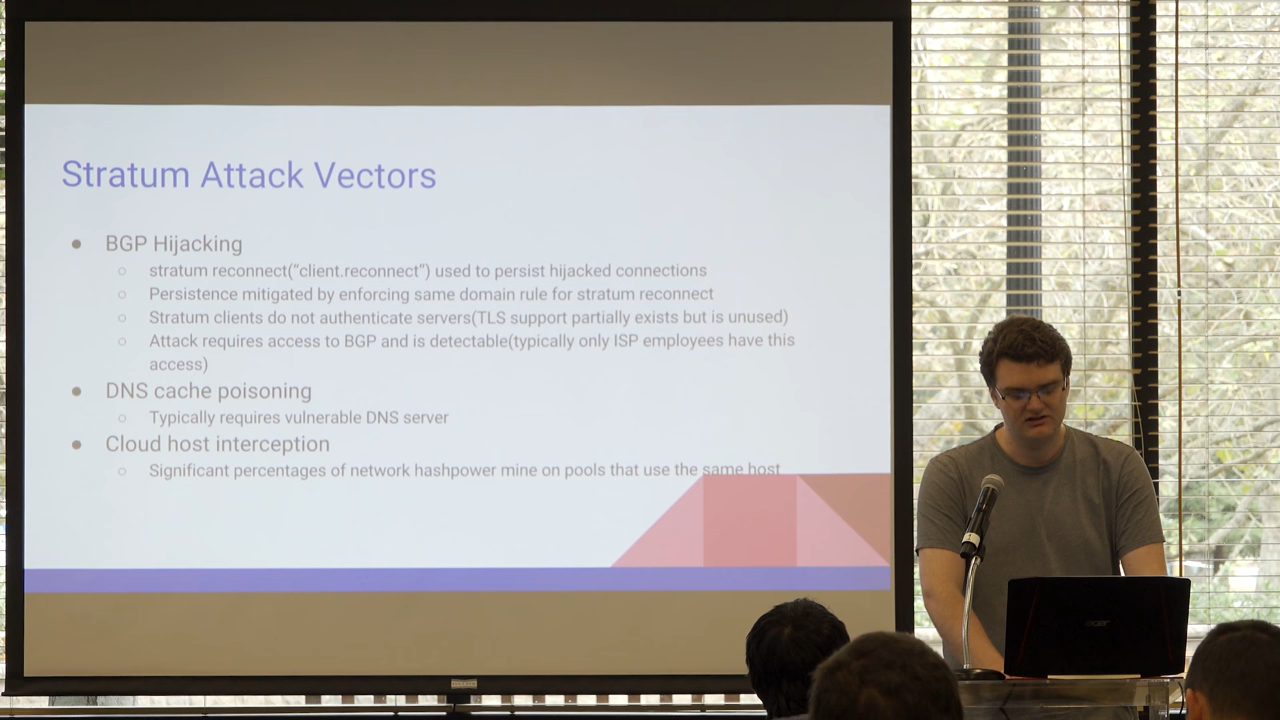 Stratum Attack Vectors
● BGP Hijacking
○ stratum reconnect(“client.reconnect”) used to persist hijacked connections
○ Persistence mitigated by enforcing same domain rule for stratum reconnect
○ Stratum clients do not authenticate servers(TLS support partially exists but is unused)
○ Attack requires access to BGP and is detectable(typically only ISP employees have this
access)
● DNS cache poisoning
○ Typically requires vulnerable DNS server
● Cloud host interception
○ Significant percentages of network hashpower mine on pools that use the same host
acer